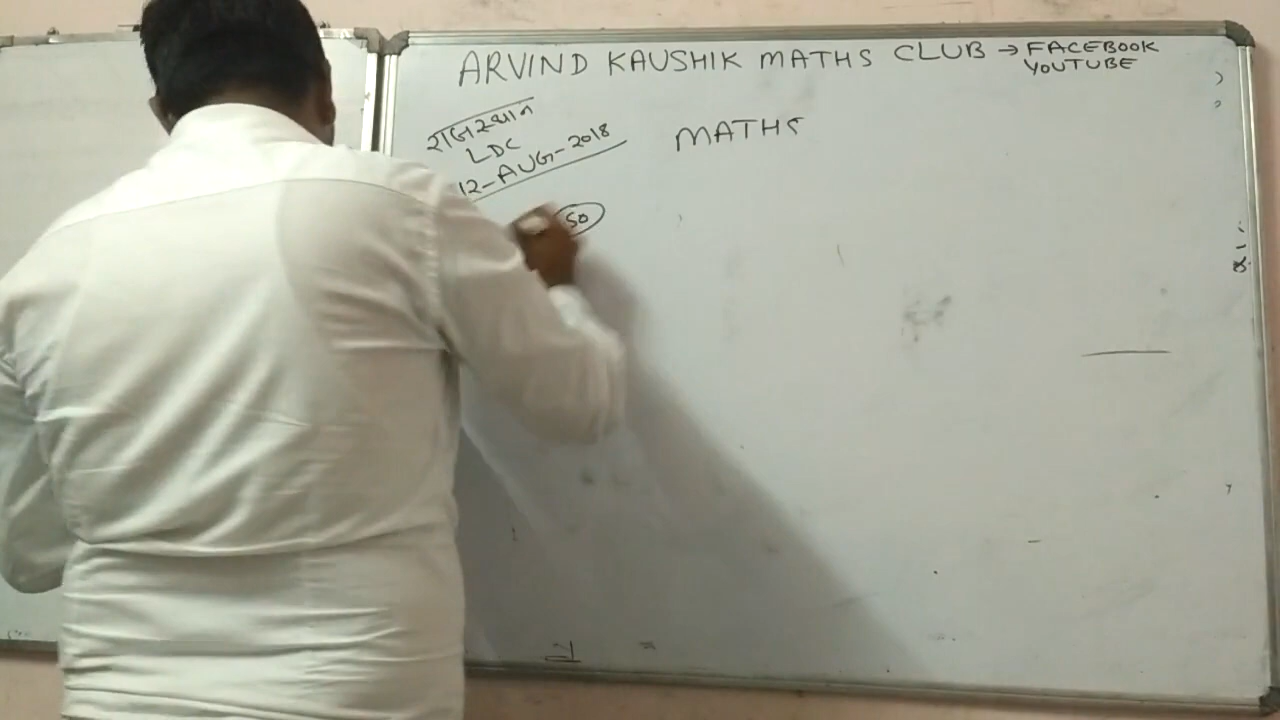 ARVIND KAUSHIK MATHS CLUB → FACEBOOK
YOUTUBE
राजस्थान
LDC
12-AUG-2018
MATHS
50